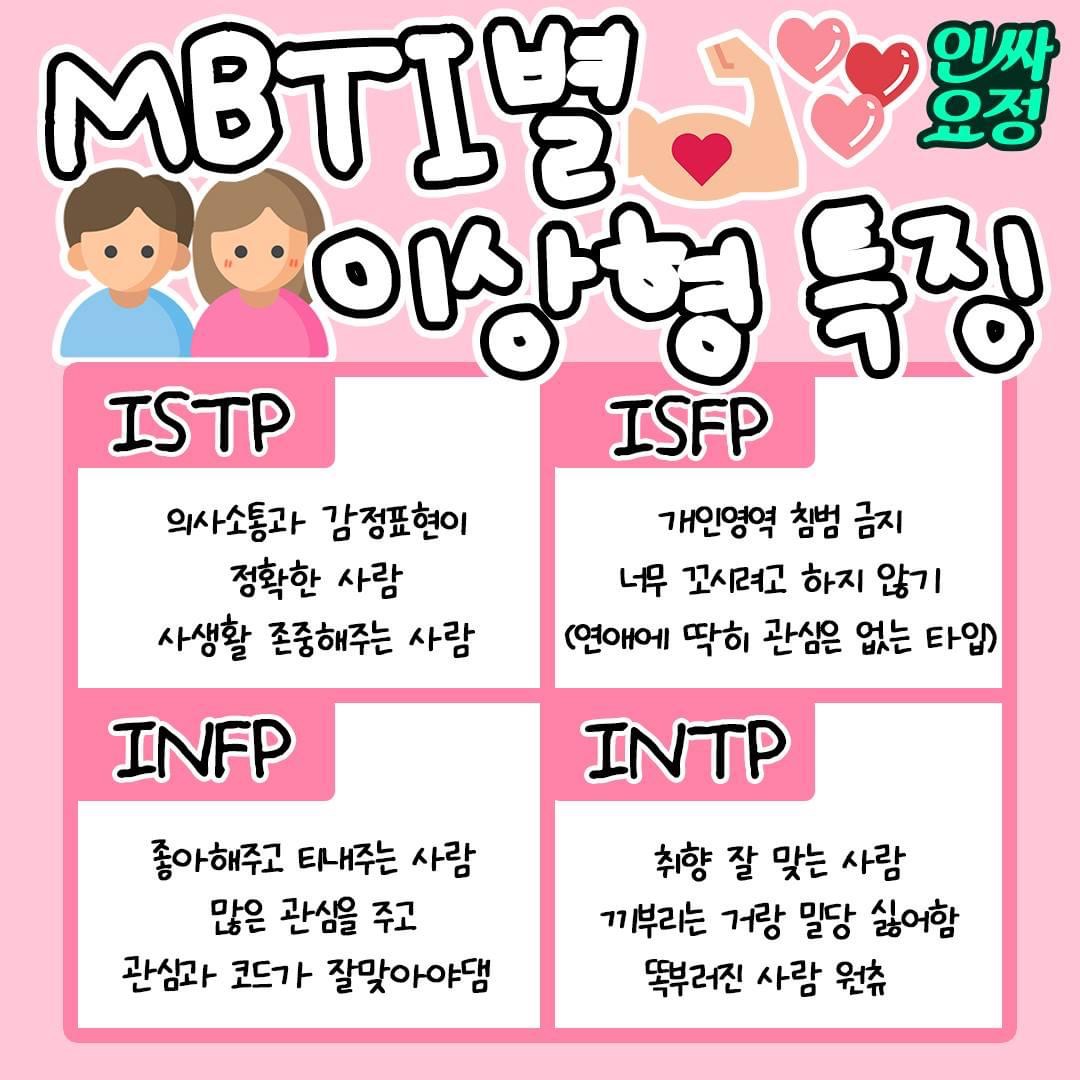 MBTI별
인싸
요정
이상형 특징
ISTP
의사소통과 감정표현이
정확한 사람
사생활 존중해주는 사람
ISFP
개인영역 침범 금지
너무 꼬시려고 하지 않기
(연애에 딱히 관심은 없는 타입)
INFP
좋아해주고 티내주는 사람
많은 관심을 주고
관심과 코드가 잘맞아야댐
INTP
취향 잘 맞는 사람
끼부리는 거랑 밀당 싫어함
똑부러진 사람 원츄